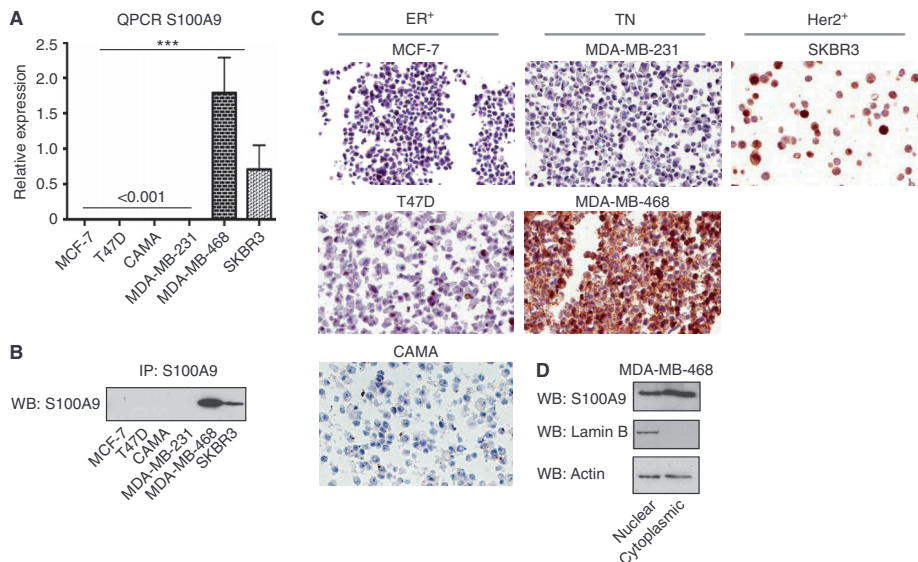 A
QPCR S100A9
Relative expression
2.5
2.0
1.5
1.0
0.5
0
***
<0.001
MCF-7
T47D
CAMA
MDA-MB-231
MDA-MB-468
SKBR3
B
IP: S100A9
WB: S100A9
MCF-7
T47D
CAMA
MDA-MB-231
MDA-MB-468
SKBR3
C
ER⁺
TN
Her2⁺
MCF-7
MDA-MB-231
SKBR3
T47D
MDA-MB-468
CAMA
D
MDA-MB-468
WB: S100A9
WB: Lamin B
WB: Actin
Nuclear
Cytoplasmic